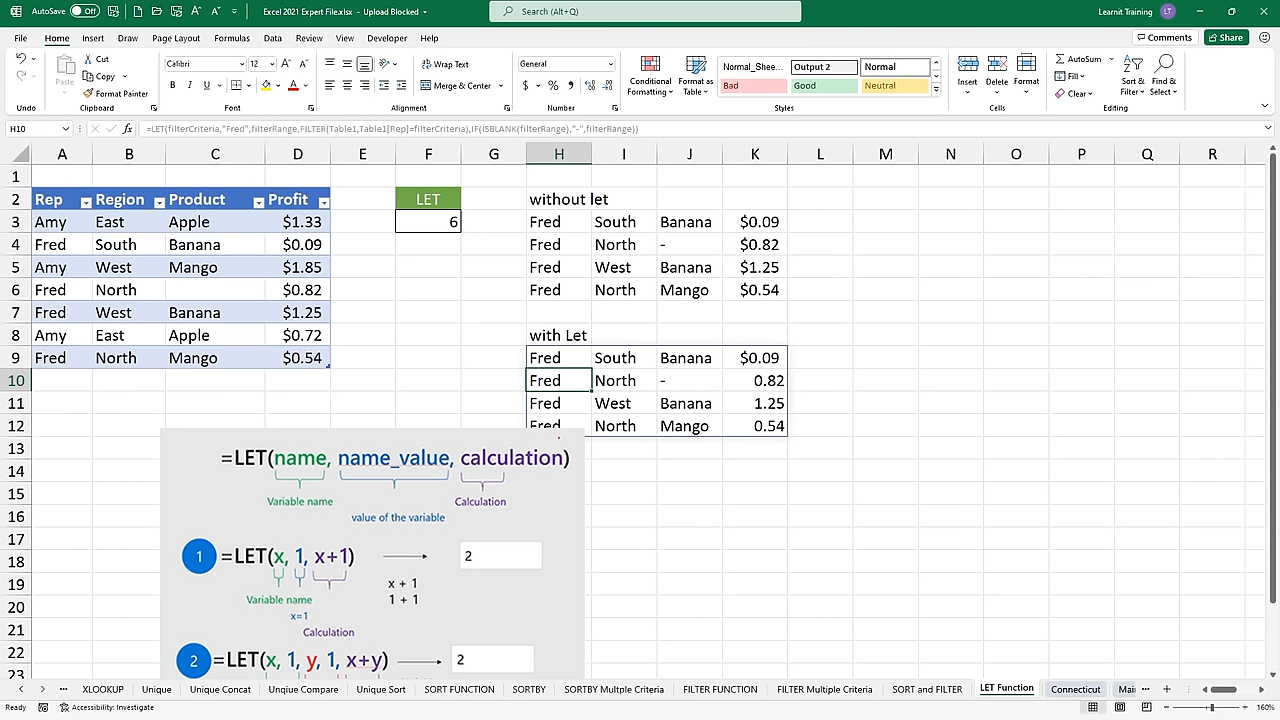 AutoSave Off Excel 2021 Expert File.xlsx - Upload Blocked Search (Alt+Q) Learnit Training LT
File Home Insert Draw Page Layout Formulas Data Review View Developer Help Comments Share
Undo
Paste Cut Copy Format Painter
Clipboard
Calibri 12 A A B I U A
Font
Wrap Text Merge & Center
Alignment
General $ % ,
Number
Conditional Formatting Format as Table
Normal_Shee... Output 2 Normal
Bad Good Neutral
Styles
Insert Delete Format
Cells
AutoSum Fill Clear Sort & Filter Find & Select
Editing
H10 fx =LET(filterCriteria,"Fred",filterRange,FILTER(Table1,Table1[Rep]=filterCriteria),IF(ISBLANK(filterRange),"-",filterRange))
A B C D E F G H I J K L M N O P Q R
1
2 Rep Region Product Profit LET without let
3 Amy East Apple $1.33 6 Fred South Banana $0.09
4 Fred South Banana $0.09 Fred North - $0.82
5 Amy West Mango $1.85 Fred West Banana $1.25
6 Fred North $0.82 Fred North Mango $0.54
7 Fred West Banana $1.25
8 Amy East Apple $0.72 with Let
9 Fred North Mango $0.54 Fred South Banana $0.09
10 Fred North - 0.82
11 Fred West Banana 1.25
12 Fred North Mango 0.54
13
14
15
16
17
18
19
20
21
22
23
=LET(name, name_value, calculation)
Variable name Calculation
value of the variable
1 =LET(x, 1, x+1) 2
x + 1
Variable name 1 + 1
x=1
Calculation
2 =LET(x, 1, y, 1, x+y) 2
... XLOOKUP Unique Unique Concat Unique Compare Unique Sort SORT FUNCTION SORTBY SORTBY Multple Criteria FILTER FUNCTION FILTER Multiple Criteria SORT and FILTER LET Function Connecticut Mai ...
Ready Accessibility: Investigate 160%